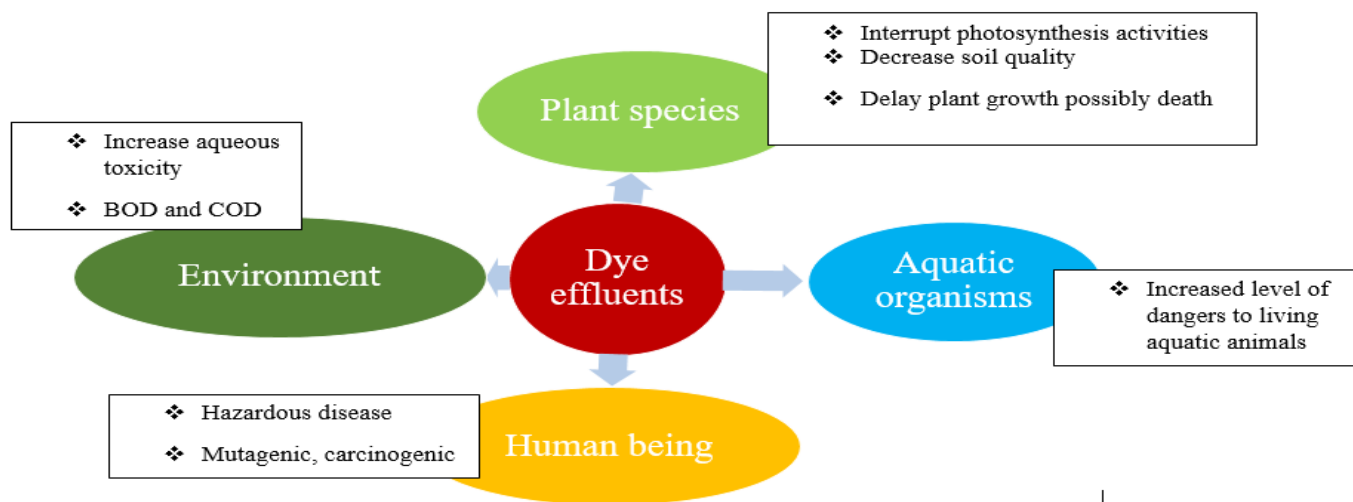 ❖ Interrupt photosynthesis activities
❖ Decrease soil quality
❖ Delay plant growth possibly death
Plant species
❖ Increase aqueous
toxicity
❖ BOD and COD
Environment
Dye
effluents
Aquatic
organisms
❖ Increased level of
dangers to living
aquatic animals
❖ Hazardous disease
❖ Mutagenic, carcinogenic
Human being